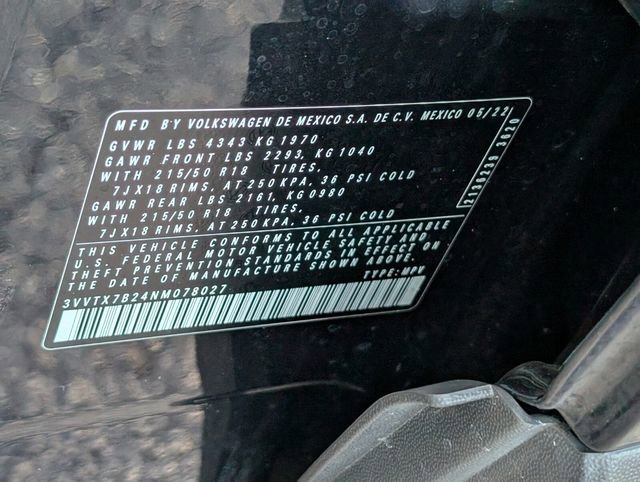 MFD BY VOLKSWAGEN DE MEXICO S.A. DE C.V. MEXICO 05/22
GVWR LBS 4343 KG 1970
GAWR FRONT LBS 2293, KG 1040
WITH 215/50 R18 TIRES,
7JX18 RIMS, AT 250 KPA, 36 PSI COLD
GAWR REAR LBS 2161, KG 0980
WITH 215/50 R18 TIRES,
7JX18 RIMS, AT 250 KPA, 36 PSI COLD
2136239 3020
THIS VEHICLE CONFORMS TO ALL APPLICABLE
U.S. FEDERAL MOTOR VEHICLE SAFETY AND
THEFT PREVENTION STANDARDS IN EFFECT ON
THE DATE OF MANUFACTURE SHOWN ABOVE.
TYPE: MPV
3VVTX7B24NM078027